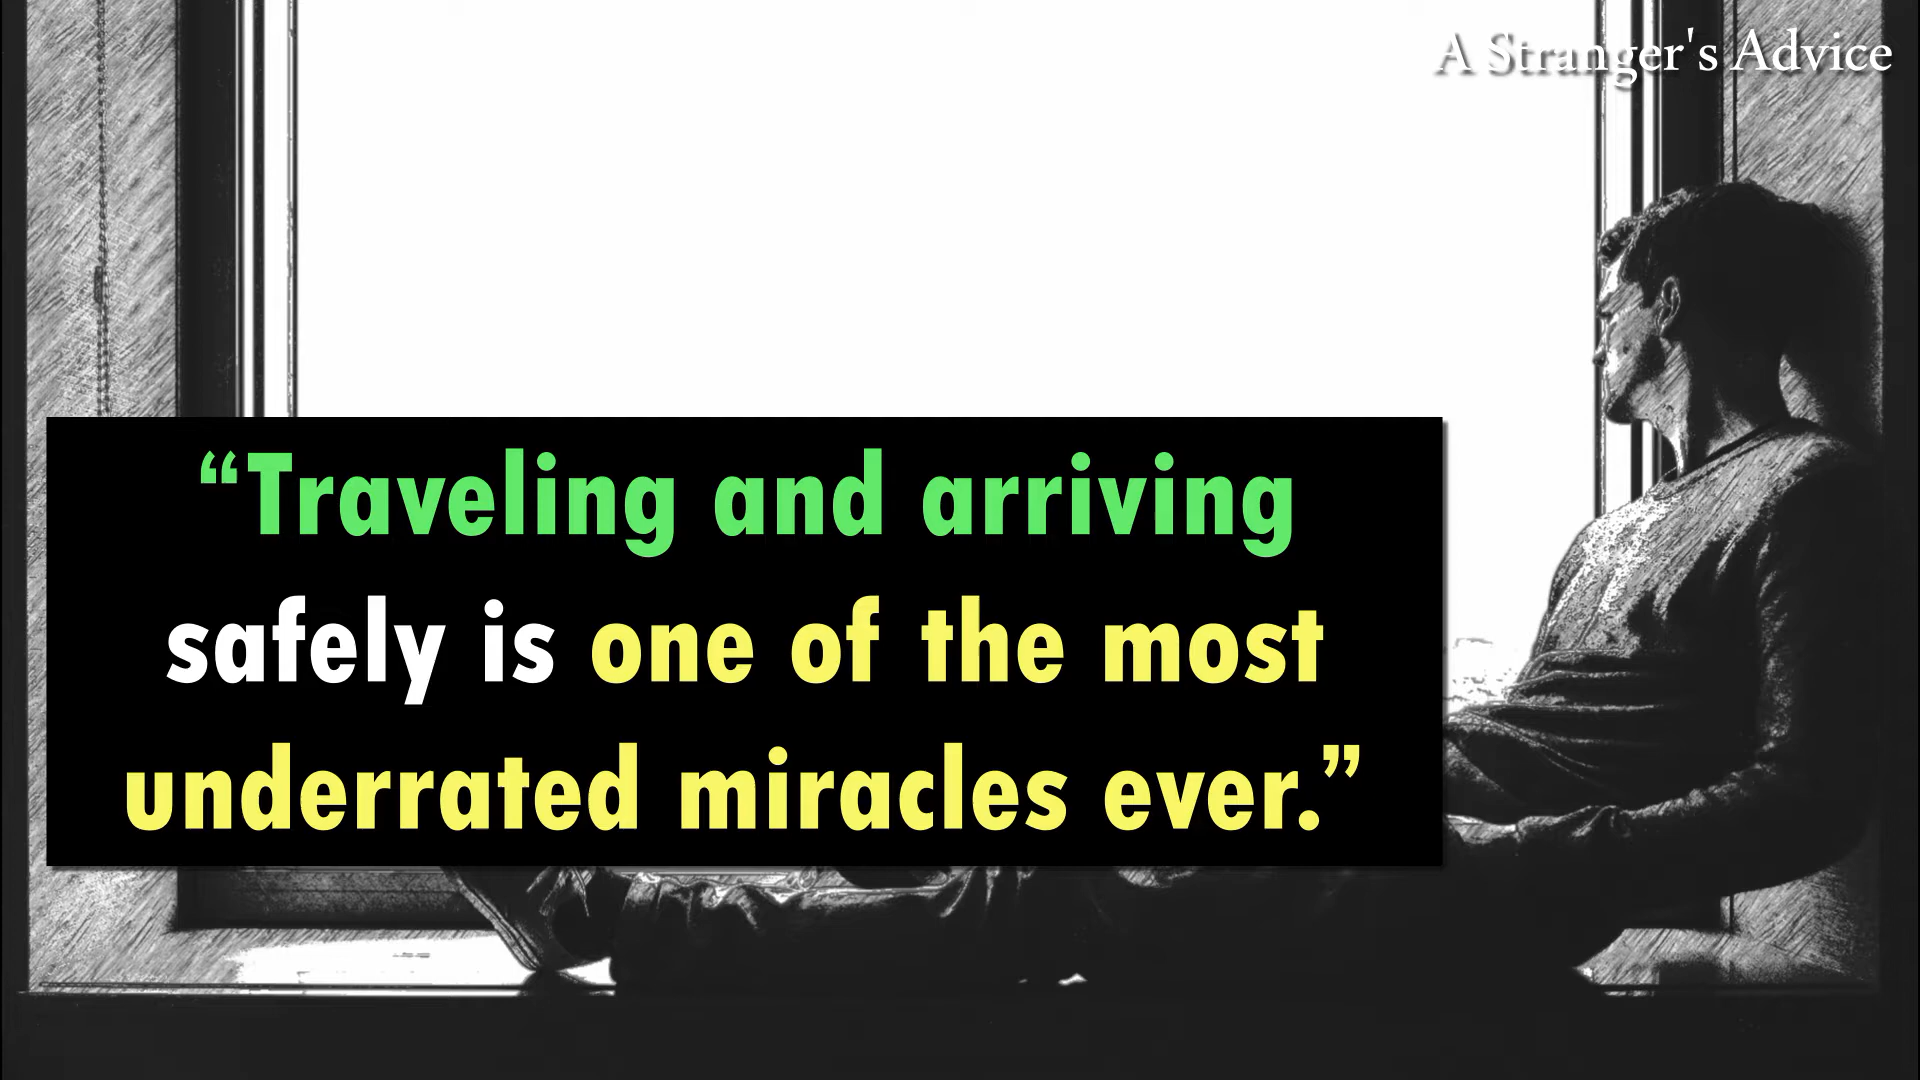 A Stranger's Advice
“Traveling and arriving
safely is one of the most
underrated miracles ever.”